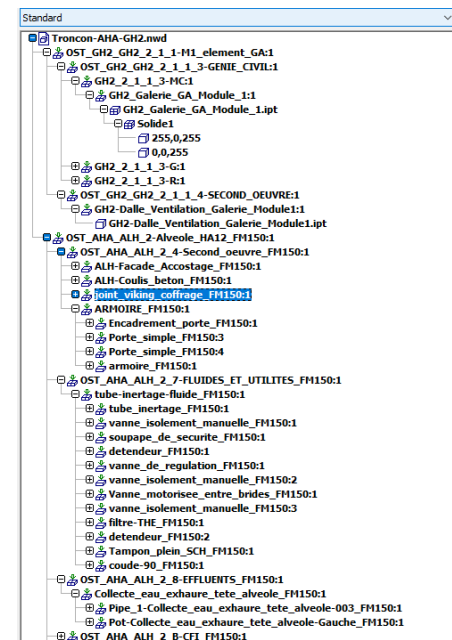 Standard
Troncon-AHA-GH2.nwd
OST_GH2_GH2_2_1_1-M1_element_GA:1
OST_GH2_GH2_2_1_1_3-GENIE_CIVIL:1
GH2_2_1_1_3-MC:1
GH2_Galerie_GA_Module_1:1
GH2_Galerie_GA_Module_1.ipt
Solide1
255,0,255
0,0,255
GH2_2_1_1_3-G:1
GH2_2_1_1_3-R:1
OST_GH2_GH2_2_1_1_4-SECOND_OEUVRE:1
GH2-Dalle_Ventilation_Galerie_Module1:1
GH2-Dalle_Ventilation_Galerie_Module1.ipt
OST_AHA_ALH_2-Alveole_HA12_FM150:1
OST_AHA_ALH_2_4-Second_oeuvre_FM150:1
ALH-Facade_Accostage_FM150:1
ALH-Coulis_beton_FM150:1
joint_viking_coffrage_FM150:1
ARMOIRE_FM150:1
Encadrement_porte_FM150:1
Porte_simple_FM150:3
Porte_simple_FM150:4
armoire_FM150:1
OST_AHA_ALH_2_7-FLUIDES_ET_UTILITES_FM150:1
tube-inertage-fluide_FM150:1
tube_inertage_FM150:1
vanne_isolement_manuelle_FM150:1
soupape_de_securite_FM150:1
detendeur_FM150:1
vanne_de_regulation_FM150:1
vanne_isolement_manuelle_FM150:2
Vanne_motorisee_entre_brides_FM150:1
vanne_isolement_manuelle_FM150:3
filtre-THE_FM150:1
detendeur_FM150:2
Tampon_plein_SCH_FM150:1
coude-90_FM150:1
OST_AHA_ALH_2_8-EFFLUENTS_FM150:1
Collecte_eau_exhaure_tete_alveole_FM150:1
Pipe_1-Collecte_eau_exhaure_tete_alveole-003_FM150:1
Pot-Collecte_eau_exhaure_tete_alveole-Gauche_FM150:1
OST_AHA_ALH_2_B-CFI_FM150:1